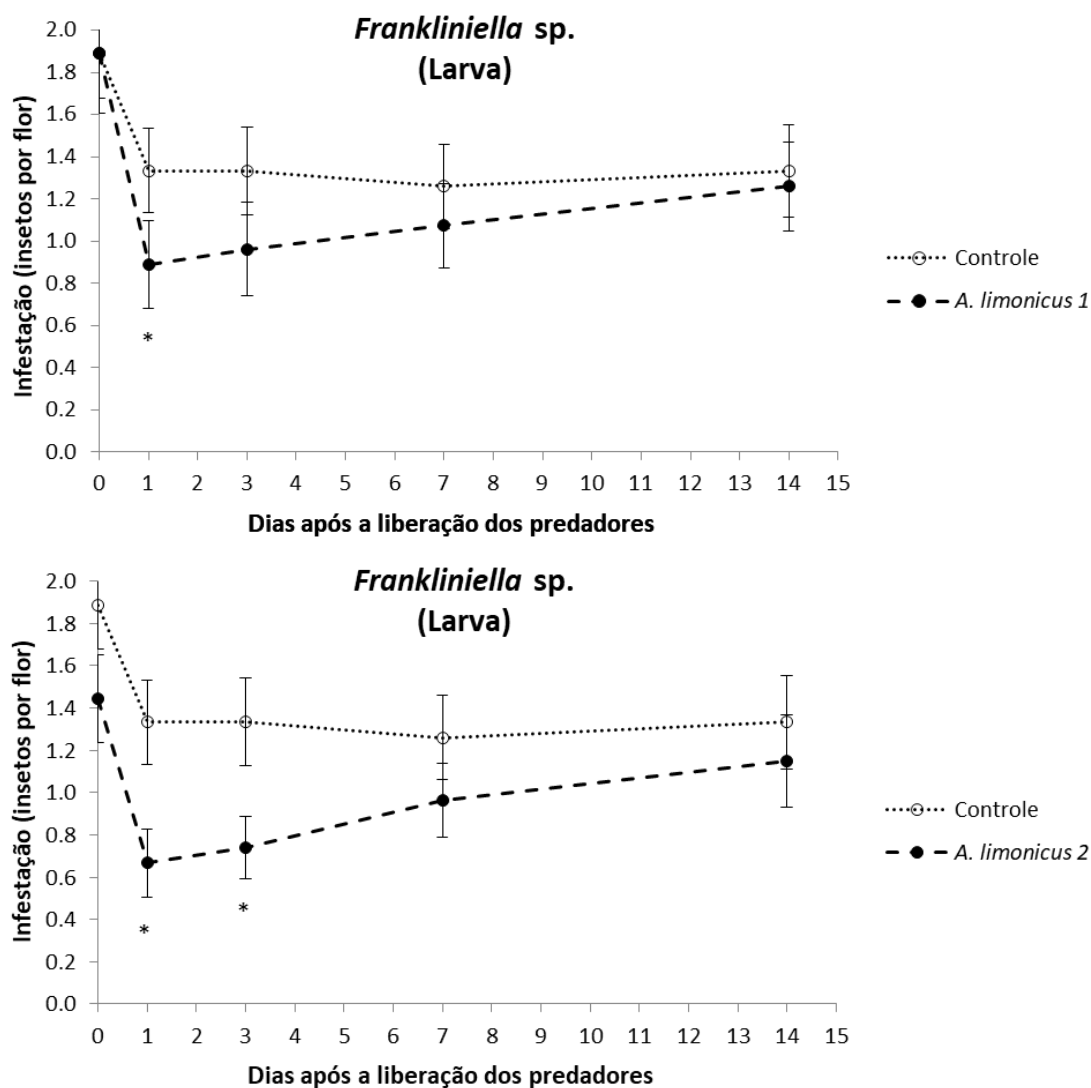 Frankliniella sp.
(Larva)
Infestação (insetos por flor)
2.0
1.8
1.6
1.4
1.2
1.0
0.8
0.6
0.4
0.2
0.0
*
Controle
A. limonicus 1
0 1 2 3 4 5 6 7 8 9 10 11 12 13 14 15
Dias após a liberação dos predadores
Frankliniella sp.
(Larva)
Infestação (insetos por flor)
2.0
1.8
1.6
1.4
1.2
1.0
0.8
0.6
0.4
0.2
0.0
* *
Controle
A. limonicus 2
0 1 2 3 4 5 6 7 8 9 10 11 12 13 14 15
Dias após a liberação dos predadores